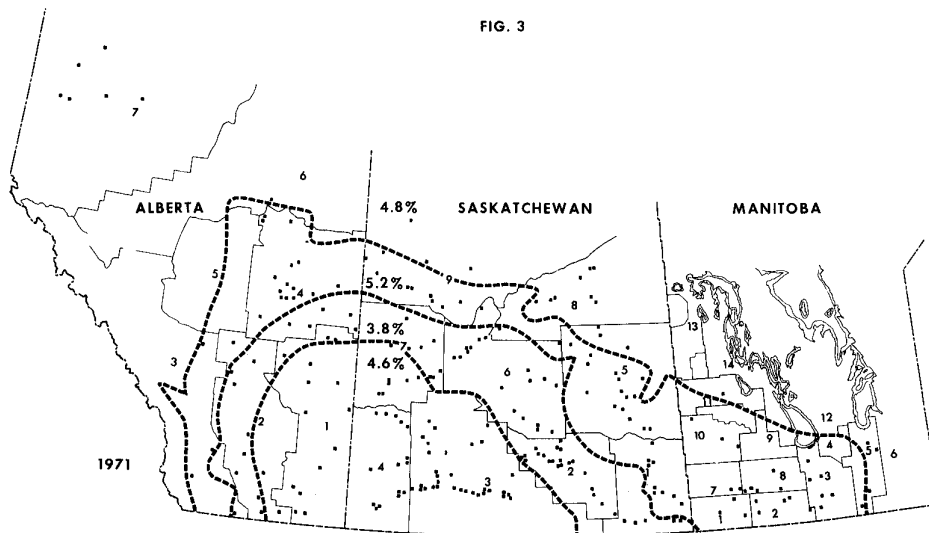 FIG. 3
7
6
ALBERTA 4.8% SASKATCHEWAN MANITOBA
5 4 5.2% 9 8
3.8% 13
3 7 14
4.6% 6 5
2 1 12
10 9 4
1971 4 3 2 5 6
7 8 3
1 2